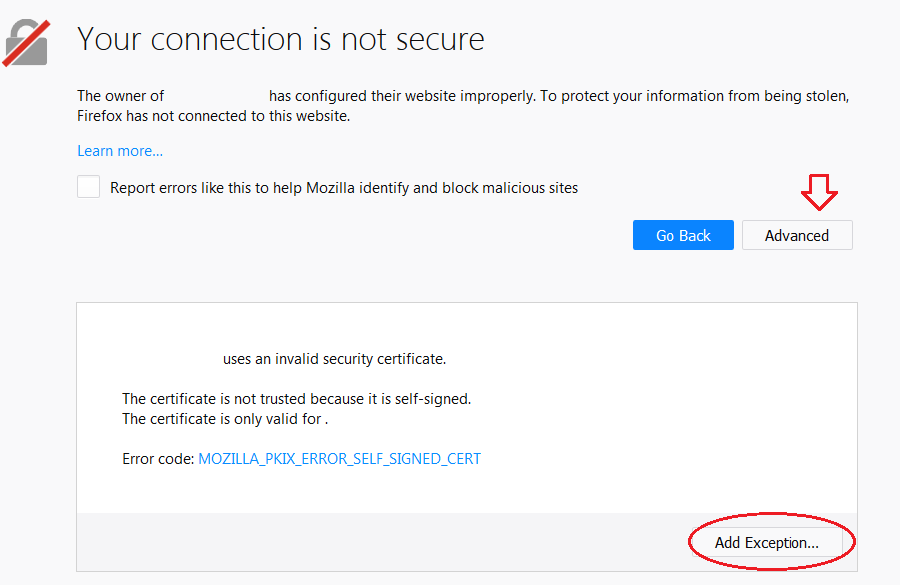 Your connection is not secure
The owner of has configured their website improperly. To protect your information from being stolen,
Firefox has not connected to this website.
Learn more...
Report errors like this to help Mozilla identify and block malicious sites
Go Back
Advanced
uses an invalid security certificate.
The certificate is not trusted because it is self-signed.
The certificate is only valid for .
Error code: MOZILLA_PKIX_ERROR_SELF_SIGNED_CERT
Add Exception...